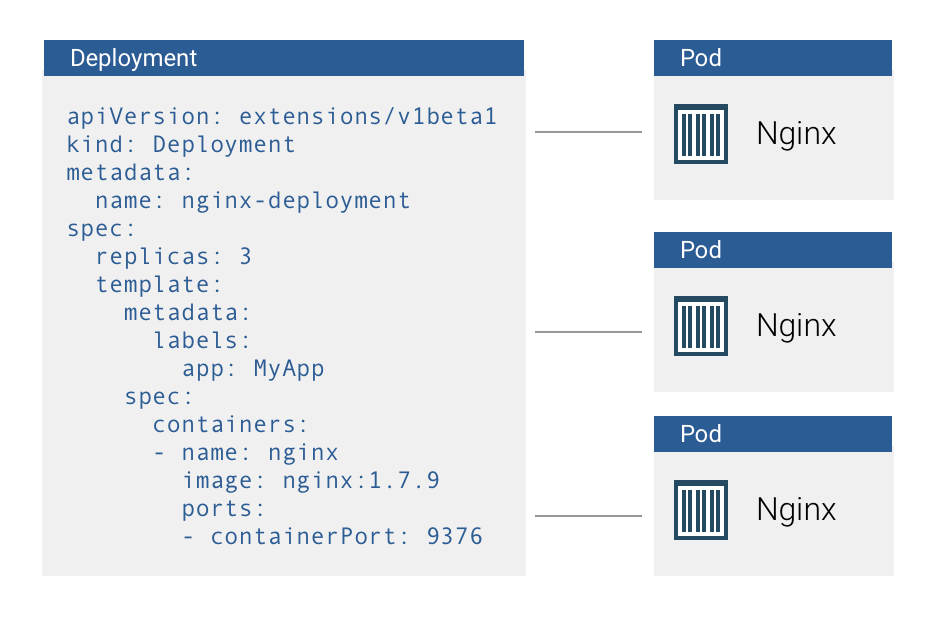 Deployment
apiVersion: extensions/v1beta1
kind: Deployment
metadata:
  name: nginx-deployment
spec:
  replicas: 3
  template:
    metadata:
      labels:
        app: MyApp
    spec:
      containers:
      - name: nginx
        image: nginx:1.7.9
        ports:
        - containerPort: 9376
Pod
Nginx
Pod
Nginx
Pod
Nginx